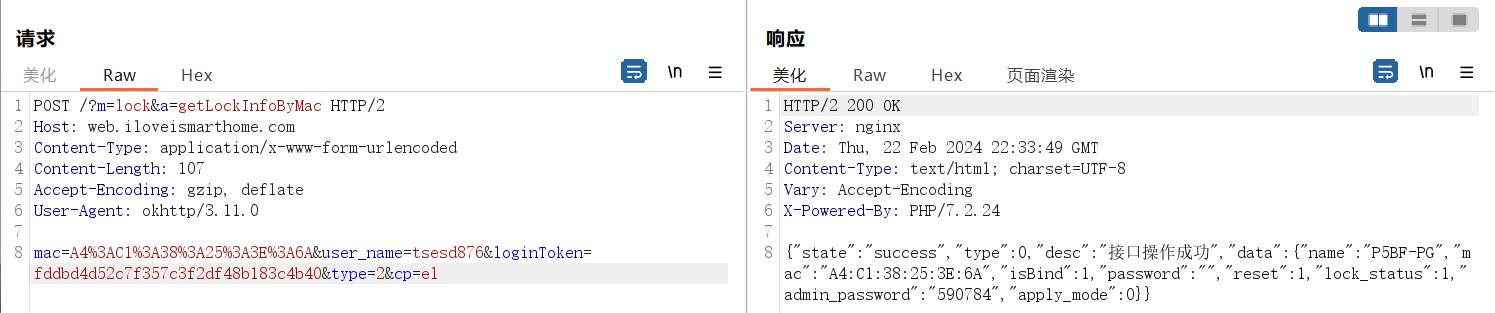 请求
美化 Raw Hex \n
1 POST /?m=lock&a=getLockInfoByMac HTTP/2
2 Host: web.iloveismarthome.com
3 Content-Type: application/x-www-form-urlencoded
4 Content-Length: 107
5 Accept-Encoding: gzip, deflate
6 User-Agent: okhttp/3.11.0
7
8 mac=A4%3AC1%3A38%3A25%3A3E%3A6A&user_name=tsesd876&loginToken=
fddbd4d52c7f357c3f2df48b183c4b40&type=2&cp=el
响应
美化 Raw Hex 页面渲染 \n
1 HTTP/2 200 OK
2 Server: nginx
3 Date: Thu, 22 Feb 2024 22:33:49 GMT
4 Content-Type: text/html; charset=UTF-8
5 Vary: Accept-Encoding
6 X-Powered-By: PHP/7.2.24
7
8 {"state":"success","type":0,"desc":"接口操作成功","data":{"name":"P5BF-PG","m
ac":"A4:C1:38:25:3E:6A","isBind":1,"password":"","reset":1,"lock_status":1,"
admin_password":"590784","apply_mode":0}}